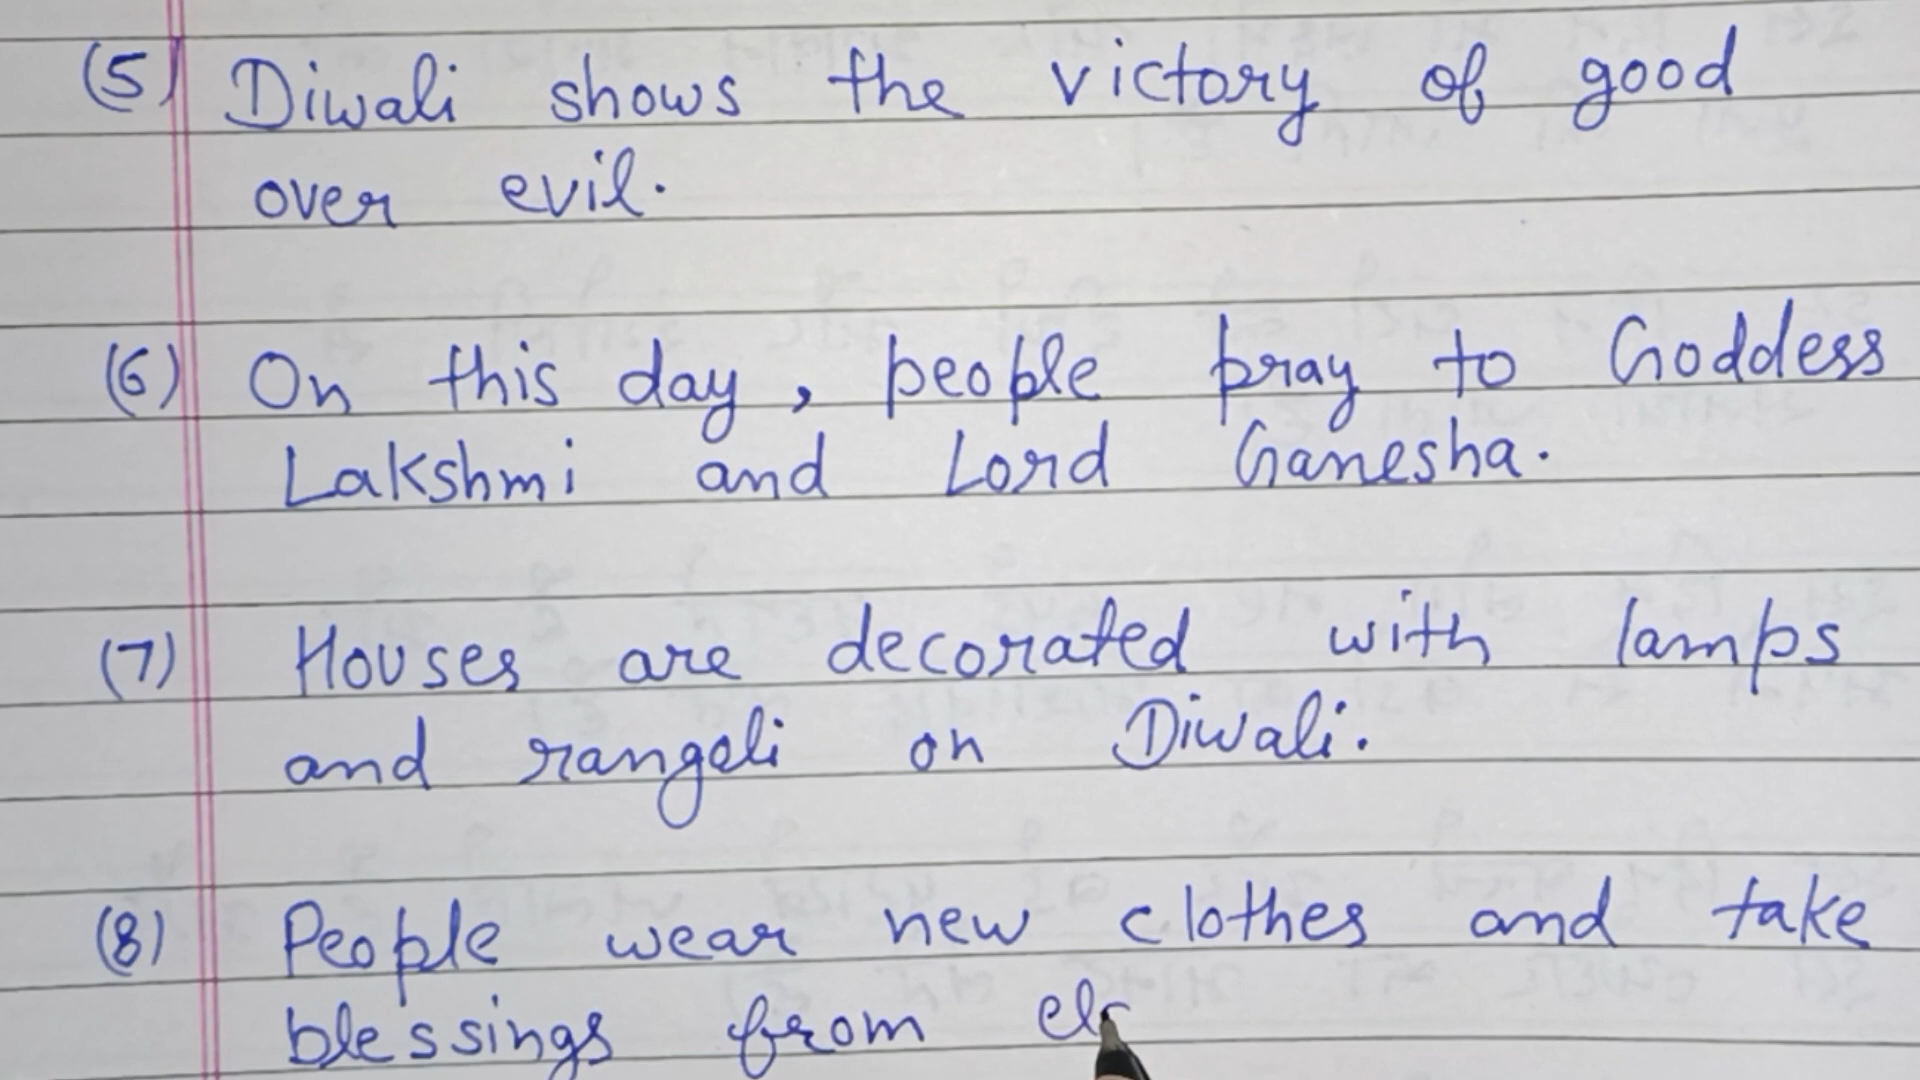 (5) Diwali shows the victory of good
over evil.
(6) On this day, people pray to Goddess
Lakshmi and Lord Ganesha.
(7) Houses are decorated with lamps
and rangoli on Diwali.
(8) People wear new clothes and take
blessings from